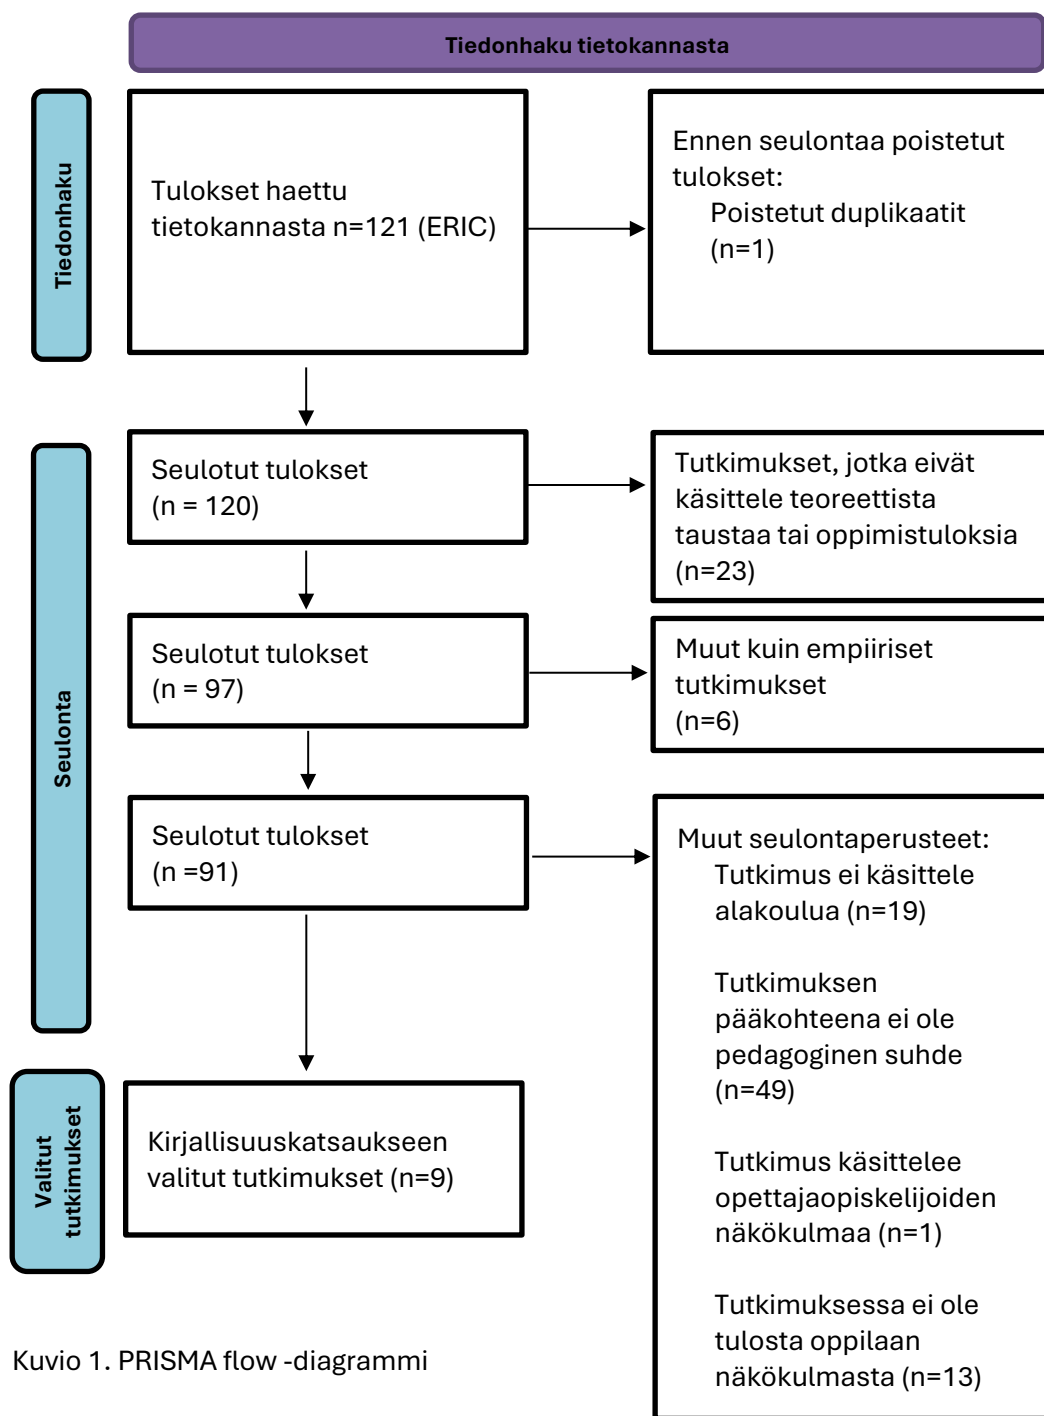 Tiedonhaku tietokannasta
Tiedonhaku
Tulokset haettu
tietokannasta n=121 (ERIC)
Ennen seulontaa poistetut
tulokset:
Poistetut duplikaatit
(n=1)
Seulonta
Seulotut tulokset
(n = 120)
Tutkimukset, jotka eivät
käsittele teoreettista
taustaa tai oppimistuloksia
(n=23)
Seulotut tulokset
(n = 97)
Muut kuin empiiriset
tutkimukset
(n=6)
Seulotut tulokset
(n =91)
Muut seulontaperusteet:
Tutkimus ei käsittele
alakoulua (n=19)
Tutkimuksen
pääkohteena ei ole
pedagoginen suhde
(n=49)
Tutkimus käsittelee
opettajaopiskelijoiden
näkökulmaa (n=1)
Tutkimuksessa ei ole
tulosta oppilaan
näkökulmasta (n=13)
Valitut
tutkimukset
Kirjallisuuskatsaukseen
valitut tutkimukset (n=9)
Kuvio 1. PRISMA flow -diagrammi